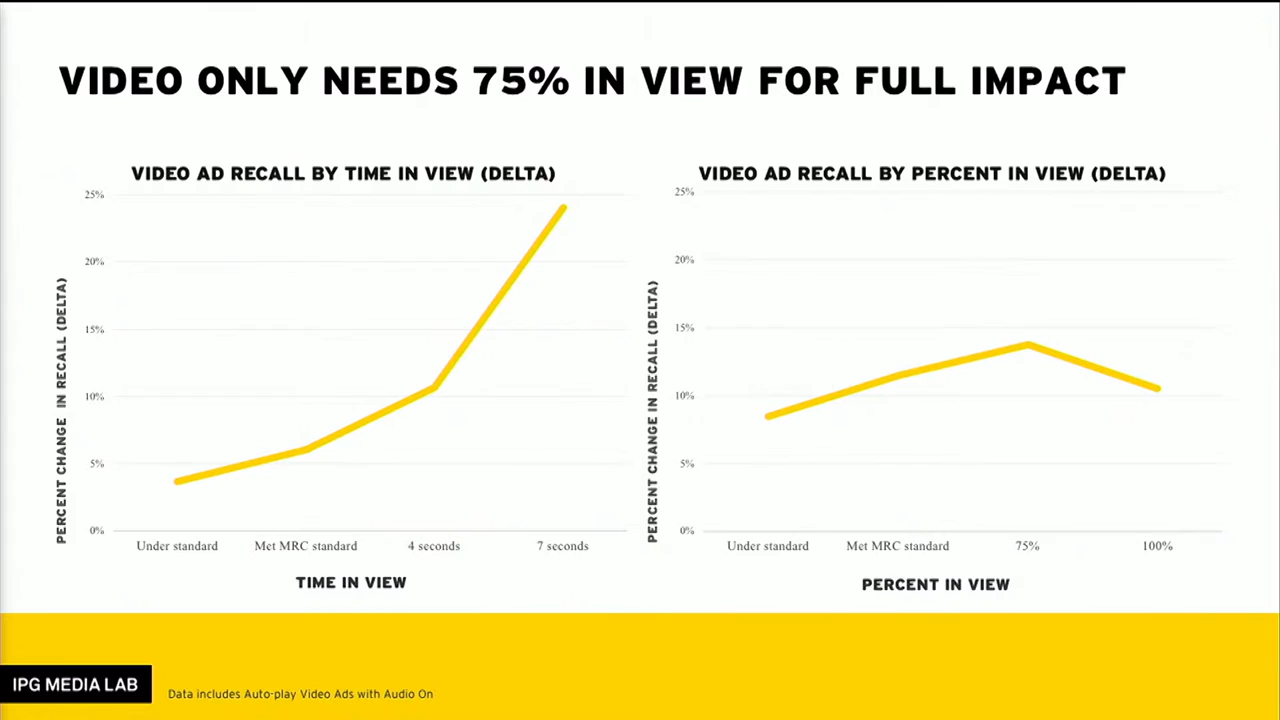 VIDEO ONLY NEEDS 75% IN VIEW FOR FULL IMPACT
VIDEO AD RECALL BY TIME IN VIEW (DELTA)
PERCENT CHANGE IN RECALL (DELTA)
25%
20%
15%
10%
5%
0%
Under standard Met MRC standard 4 seconds 7 seconds
TIME IN VIEW
VIDEO AD RECALL BY PERCENT IN VIEW (DELTA)
PERCENT CHANGE IN RECALL (DELTA)
25%
20%
15%
10%
5%
0%
Under standard Met MRC standard 75% 100%
PERCENT IN VIEW
IPG MEDIA LAB
Data includes Auto-play Video Ads with Audio On